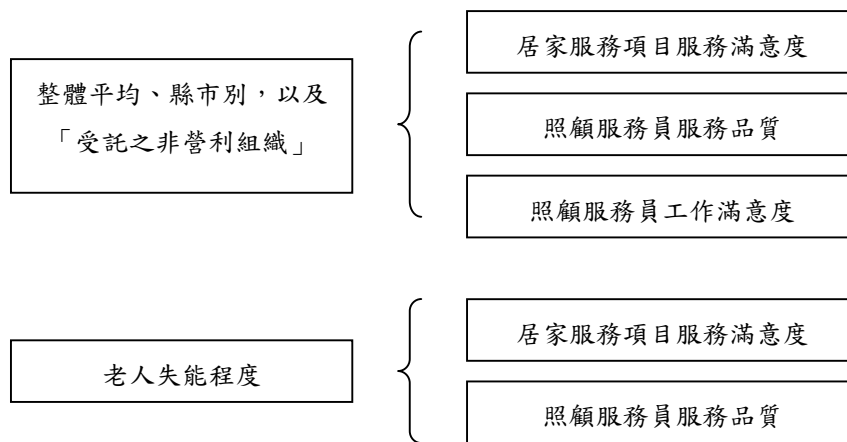 整體平均、縣市別，以及
「受託之非營利組織」
居家服務項目服務滿意度
照顧服務員服務品質
照顧服務員工作滿意度
老人失能程度
居家服務項目服務滿意度
照顧服務員服務品質